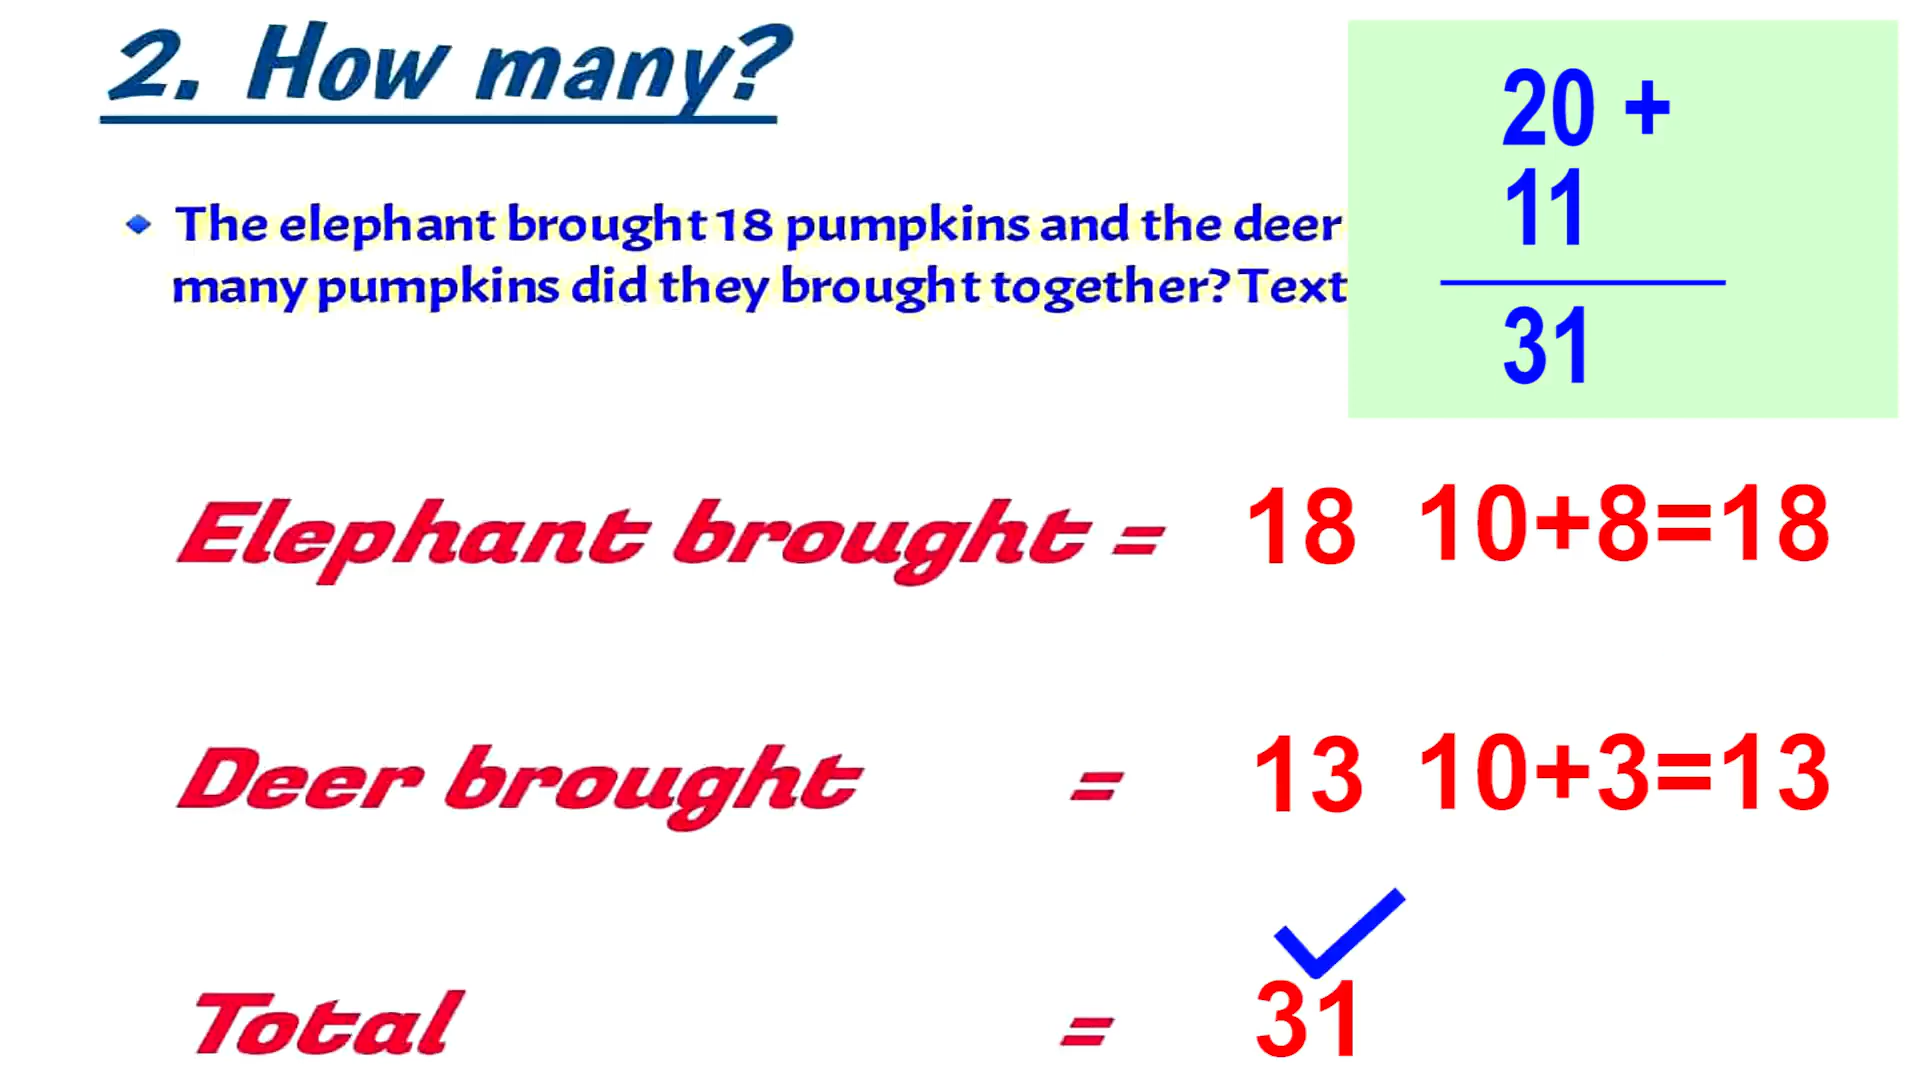 2. How many?
The elephant brought 18 pumpkins and the deer
many pumpkins did they brought together? Text
20 +
11
31
Elephant brought = 18 10+8=18
Deer brought = 13 10+3=13
Total = 31